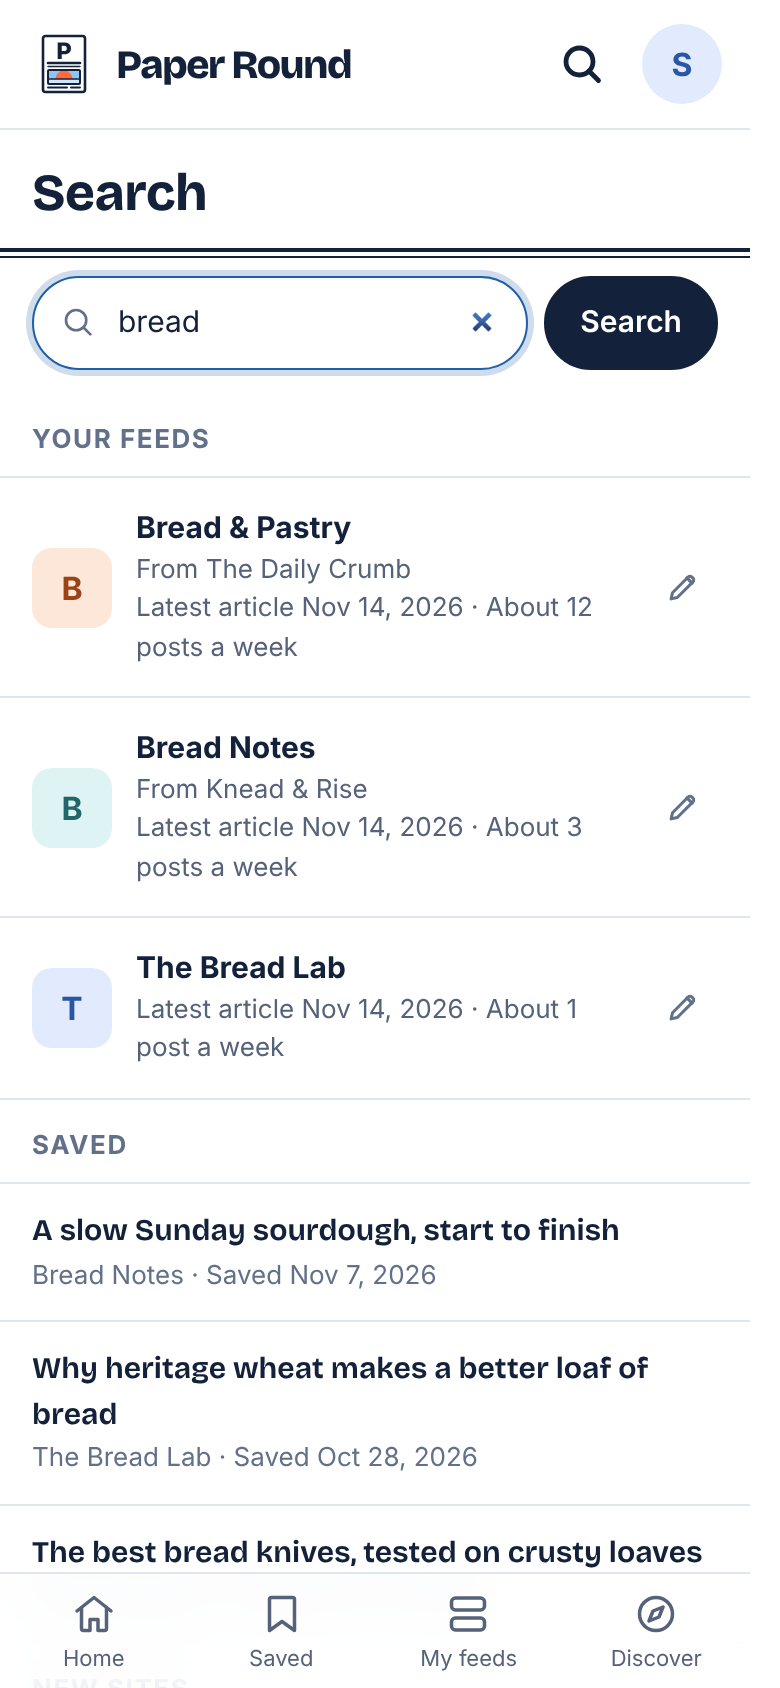 P
Paper Round
S
Search
bread
Search
YOUR FEEDS
B
Bread & Pastry
From The Daily Crumb
Latest article Nov 14, 2026 · About 12
posts a week
B
Bread Notes
From Knead & Rise
Latest article Nov 14, 2026 · About 3
posts a week
T
The Bread Lab
Latest article Nov 14, 2026 · About 1
post a week
SAVED
A slow Sunday sourdough, start to finish
Bread Notes · Saved Nov 7, 2026
Why heritage wheat makes a better loaf of
bread
The Bread Lab · Saved Oct 28, 2026
The best bread knives, tested on crusty loaves
Home
Saved
My feeds
Discover
NEW SITES